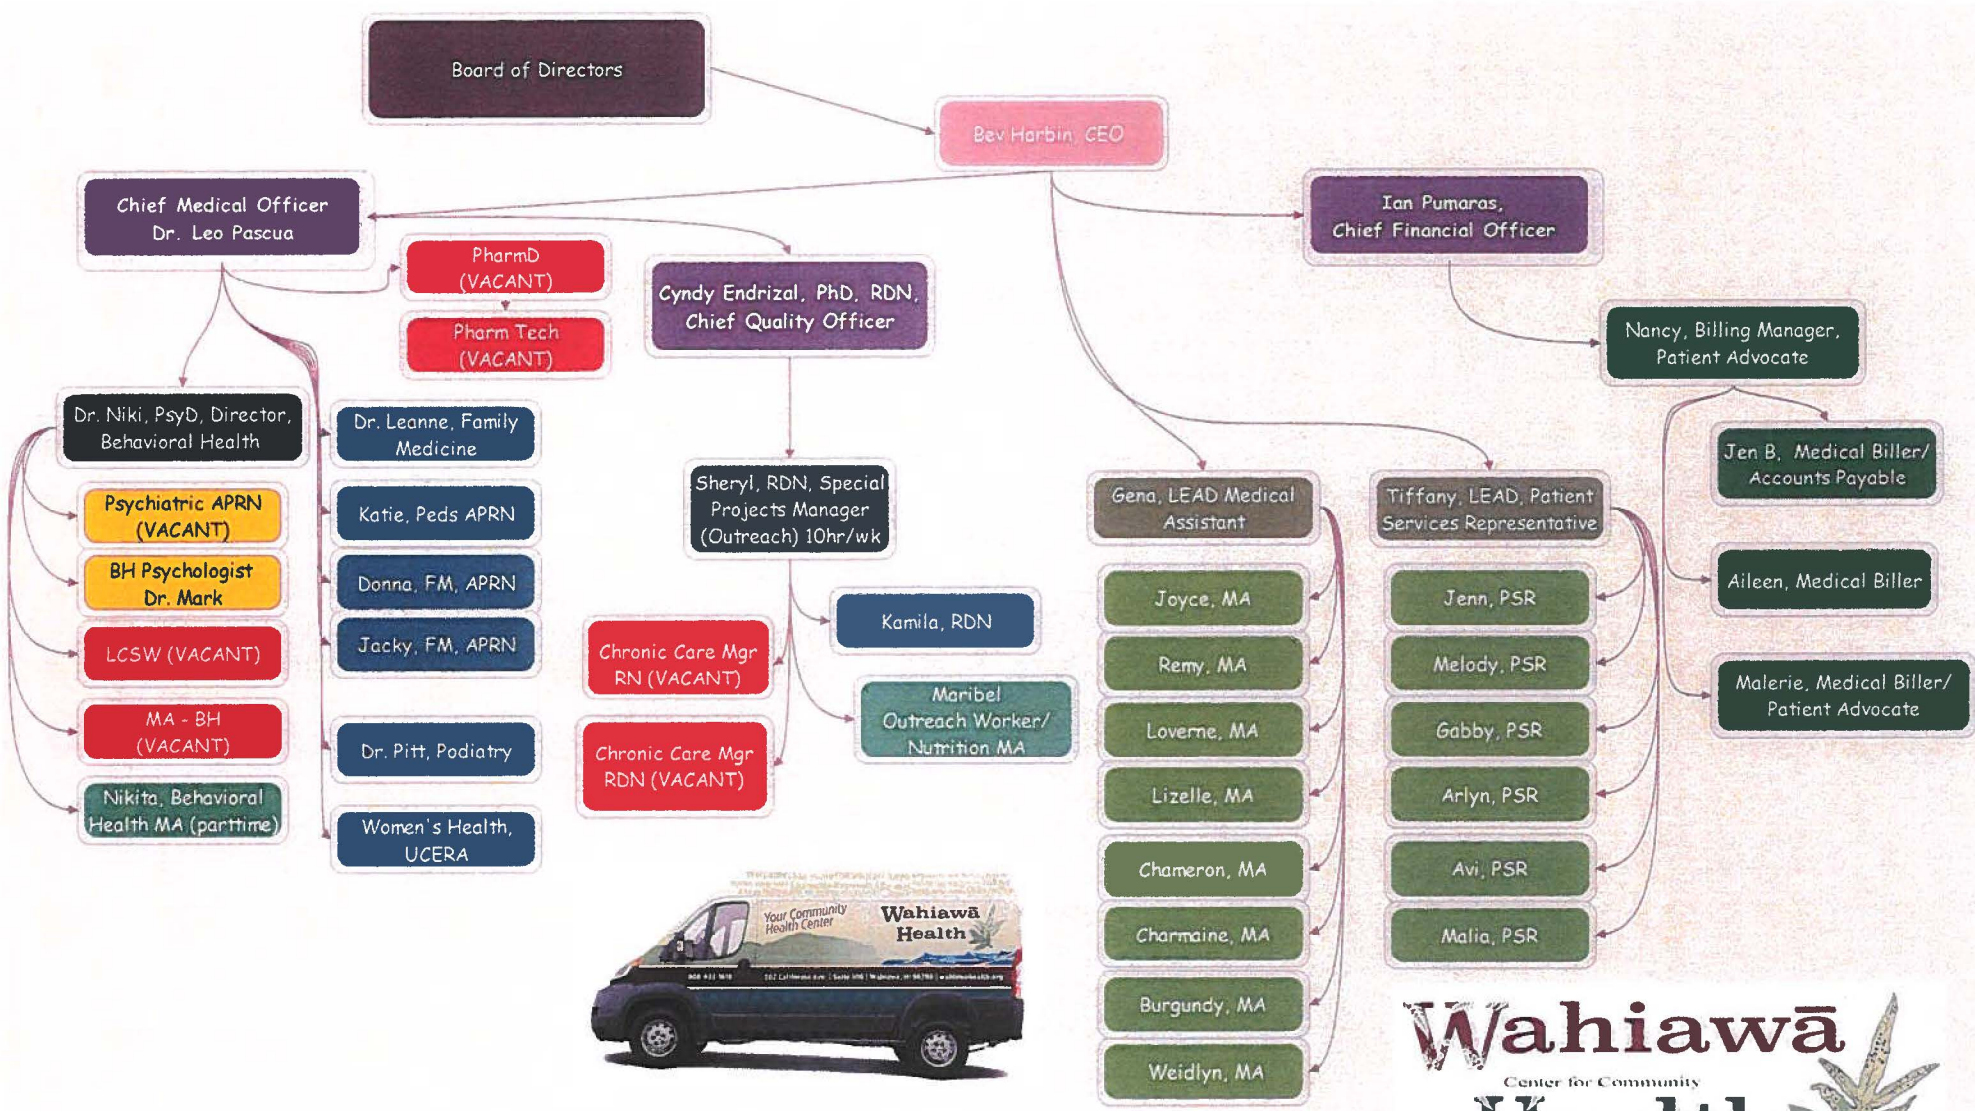 Board of Directors
Bev Harbin, CEO
Chief Medical Officer
Dr. Leo Pascua
Ian Pumaras,
Chief Financial Officer
PharmD
(VACANT)
Pharm Tech
(VACANT)
Cyndy Endrizal, PhD, RDN,
Chief Quality Officer
Nancy, Billing Manager,
Patient Advocate
Dr. Niki, PsyD, Director,
Behavioral Health
Psychiatric APRN
(VACANT)
BH Psychologist
Dr. Mark
LCSW (VACANT)
MA - BH
(VACANT)
Nikita, Behavioral
Health MA (parttime)
Dr. Leanne, Family
Medicine
Katie, Peds APRN
Donna, FM, APRN
Jacky, FM, APRN
Dr. Pitt, Podiatry
Women's Health,
UCERA
Sheryl, RDN, Special
Projects Manager
(Outreach) 10hr/wk
Chronic Care Mgr
RN (VACANT)
Chronic Care Mgr
RDN (VACANT)
Kamila, RDN
Maribel
Outreach Worker/
Nutrition MA
Gena, LEAD Medical
Assistant
Joyce, MA
Remy, MA
Loverne, MA
Lizelle, MA
Chameron, MA
Charmaine, MA
Burgundy, MA
Weidlyn, MA
Tiffany, LEAD, Patient
Services Representative
Jenn, PSR
Melody, PSR
Gabby, PSR
Arlyn, PSR
Avi, PSR
Malia, PSR
Jen B, Medical Biller/
Accounts Payable
Aileen, Medical Biller
Malerie, Medical Biller/
Patient Advocate
Your Community
Health Center
Wahiawā
Health
Wahiawā
Center for Community
Health